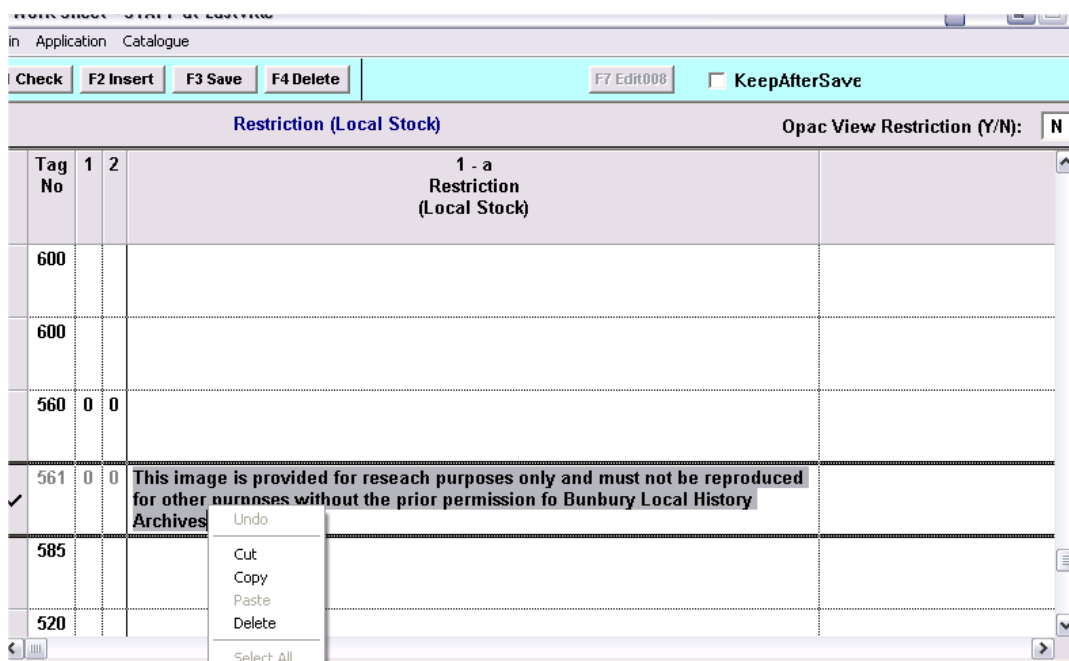 in Application Catalogue
Check F2 Insert F3 Save F4 Delete F7 Edit008 KeepAfterSave
Restriction (Local Stock) Opac View Restriction (Y/N): N
Tag 1 2 1 - a
No Restriction
(Local Stock)
600
600
560 0 0
561 0 0 This image is provided for reseach purposes only and must not be reproduced
for other purposes without the prior permission fo Bunbury Local History
Archives
Undo
585
Cut
Copy
Paste
520 Delete
Select All